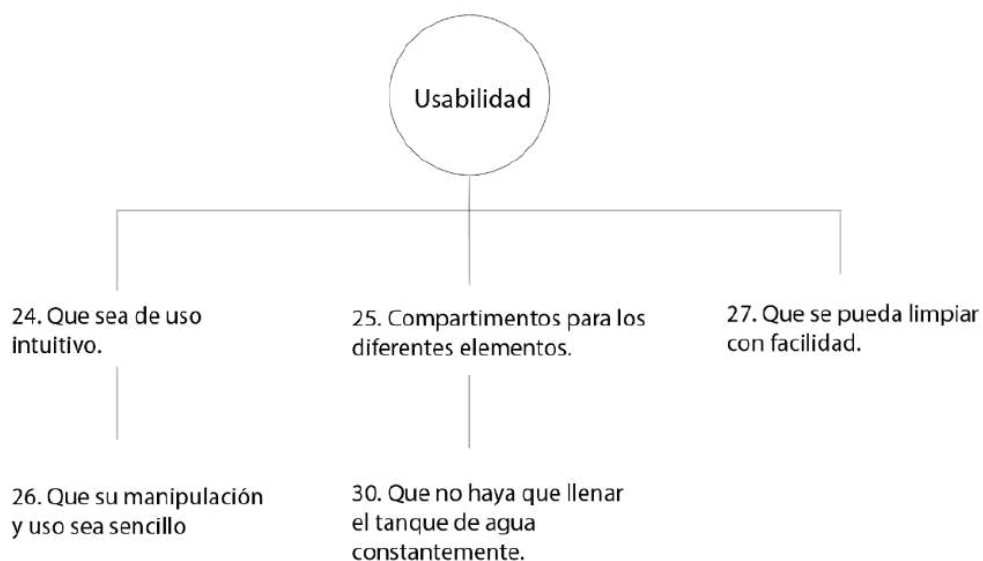 Usabilidad
24. Que sea de uso
intuitivo.
25. Compartimentos para los
diferentes elementos.
27. Que se pueda limpiar
con facilidad.
26. Que su manipulación
y uso sea sencillo
30. Que no haya que llenar
el tanque de agua
constantemente.